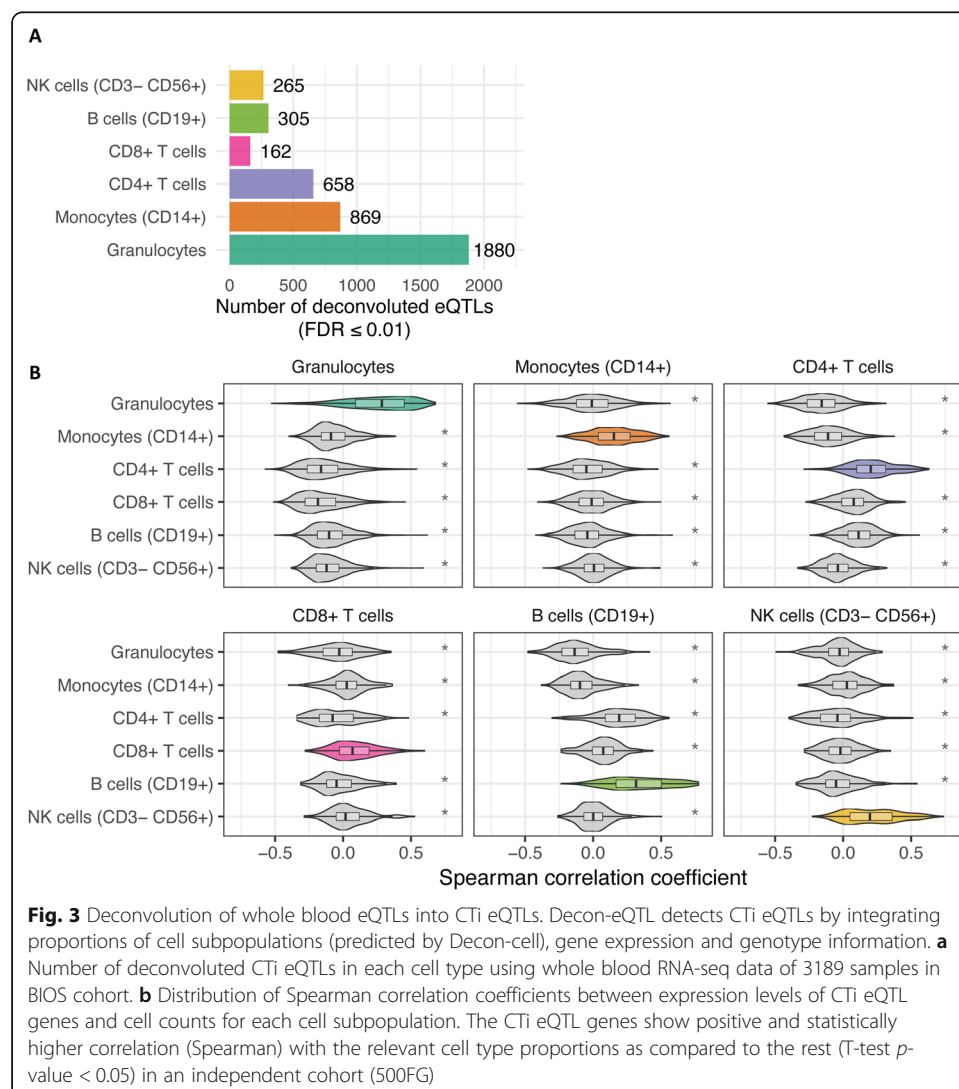 A
NK cells (CD3− CD56+)
265
B cells (CD19+)
305
CD8+ T cells
162
CD4+ T cells
658
Monocytes (CD14+)
869
Granulocytes
1880
0 500 1000 1500 2000
Number of deconvoluted eQTLs
(FDR ≤ 0.01)
B
Granulocytes Monocytes (CD14+) CD4+ T cells
Granulocytes * *
Monocytes (CD14+) * *
CD4+ T cells * *
CD8+ T cells * * *
B cells (CD19+) * * *
NK cells (CD3− CD56+) * * *
CD8+ T cells B cells (CD19+) NK cells (CD3− CD56+)
Granulocytes * * *
Monocytes (CD14+) * * *
CD4+ T cells * * *
CD8+ T cells * *
B cells (CD19+) * *
NK cells (CD3− CD56+) * *
−0.5 0.0 0.5 −0.5 0.0 0.5 −0.5 0.0 0.5
Spearman correlation coefficient
Fig. 3 Deconvolution of whole blood eQTLs into CTi eQTLs. Decon-eQTL detects CTi eQTLs by integrating
proportions of cell subpopulations (predicted by Decon-cell), gene expression and genotype information. a
Number of deconvoluted CTi eQTLs in each cell type using whole blood RNA-seq data of 3189 samples in
BIOS cohort. b Distribution of Spearman correlation coefficients between expression levels of CTi eQTL
genes and cell counts for each cell subpopulation. The CTi eQTL genes show positive and statistically
higher correlation (Spearman) with the relevant cell type proportions as compared to the rest (T-test p-
value < 0.05) in an independent cohort (500FG)